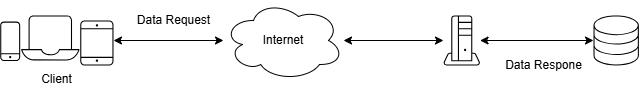 Data Request
Internet
Data Respone
Client